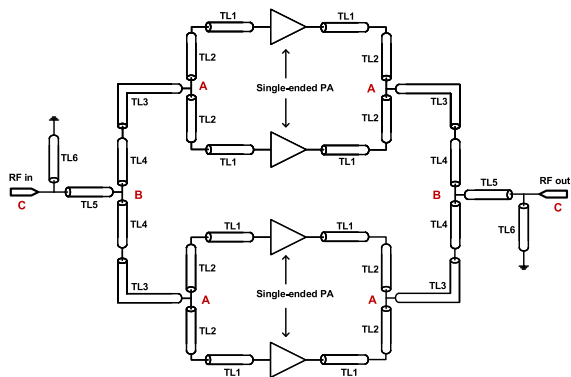 TL1 TL1
TL2 TL2
A Single-ended PA A
TL3 TL3
TL2 TL2
TL1 TL1
TL4 TL4
TL6
RF in B B TL5 RF out
C TL5 C
TL4 TL4 TL6
TL1 TL1
TL2 TL2
TL3 TL3
A Single-ended PA A
TL2 TL2
TL1 TL1